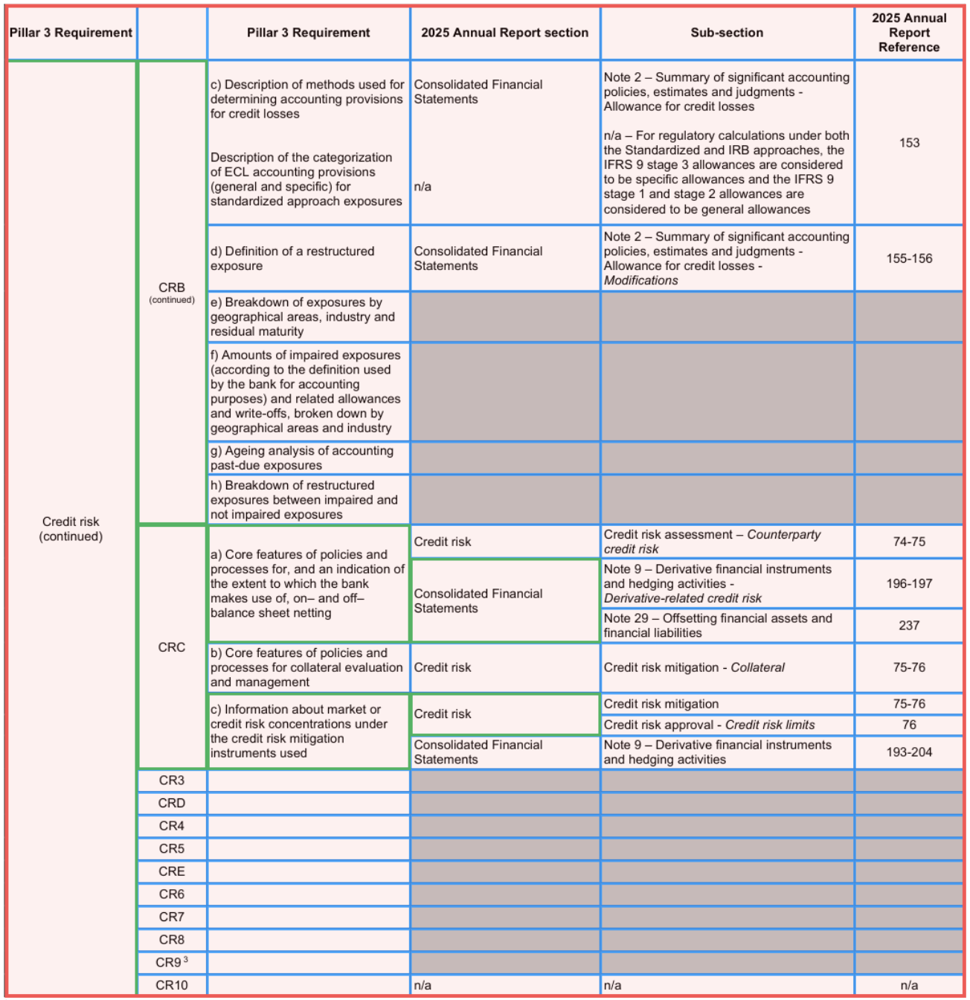 Pillar 3 Requirement
Pillar 3 Requirement
2025 Annual Report section
Sub-section
2025 Annual
Report
Reference
Credit risk
(continued)
CRB
(continued)
c) Description of methods used for
determining accounting provisions
for credit losses
Description of the categorization
of ECL accounting provisions
(general and specific) for
standardized approach exposures
Consolidated Financial
Statements
n/a
Note 2 – Summary of significant accounting
policies, estimates and judgments -
Allowance for credit losses
n/a – For regulatory calculations under both
the Standardized and IRB approaches, the
IFRS 9 stage 3 allowances are considered
to be specific allowances and the IFRS 9
stage 1 and stage 2 allowances are
considered to be general allowances
153
d) Definition of a restructured
exposure
Consolidated Financial
Statements
Note 2 – Summary of significant accounting
policies, estimates and judgments -
Allowance for credit losses -
Modifications
155-156
e) Breakdown of exposures by
geographical areas, industry and
residual maturity
f) Amounts of impaired exposures
(according to the definition used
by the bank for accounting
purposes) and related allowances
and write-offs, broken down by
geographical areas and industry
g) Ageing analysis of accounting
past-due exposures
h) Breakdown of restructured
exposures between impaired and
not impaired exposures
CRC
a) Core features of policies and
processes for, and an indication of
the extent to which the bank
makes use of, on– and off–
balance sheet netting
Credit risk
Credit risk assessment – Counterparty
credit risk
74-75
Consolidated Financial
Statements
Note 9 – Derivative financial instruments
and hedging activities -
Derivative-related credit risk
196-197
Note 29 – Offsetting financial assets and
financial liabilities
237
b) Core features of policies and
processes for collateral evaluation
and management
Credit risk
Credit risk mitigation - Collateral
75-76
c) Information about market or
credit risk concentrations under
the credit risk mitigation
instruments used
Credit risk
Credit risk mitigation
75-76
Credit risk approval - Credit risk limits
76
Consolidated Financial
Statements
Note 9 – Derivative financial instruments
and hedging activities
193-204
CR3
CRD
CR4
CR5
CRE
CR6
CR7
CR8
CR9 3
CR10
n/a
n/a
n/a